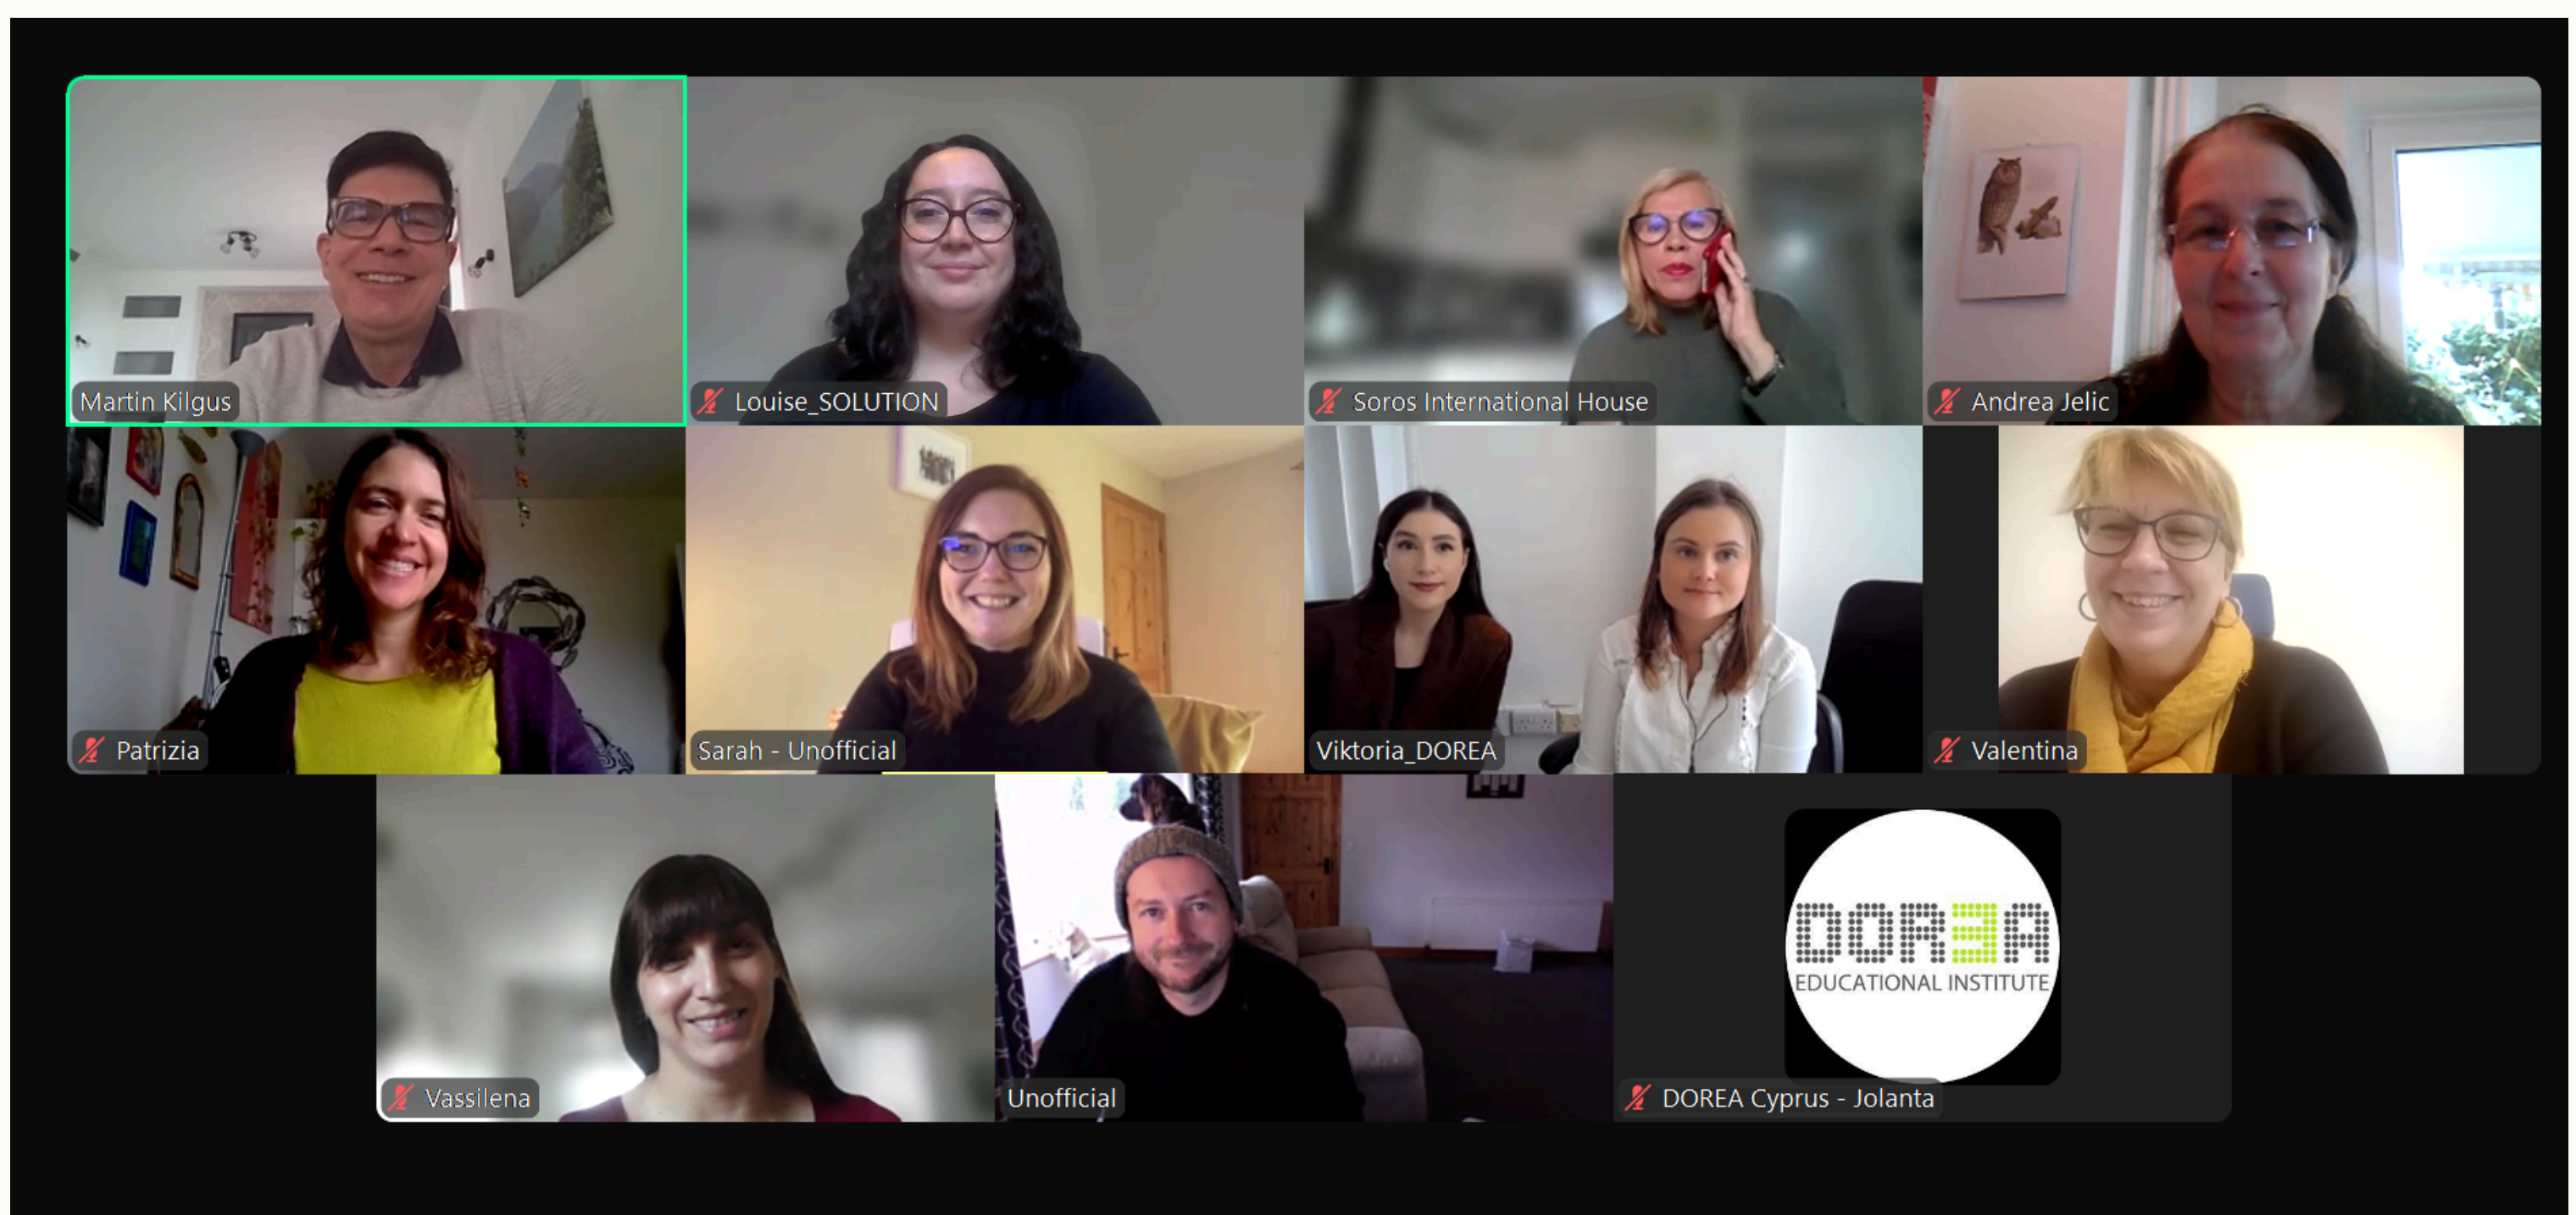 Martin Kilgus
Louise_SOLUTION
Soros International House
Andrea Jelic
Patrizia
Sarah - Unofficial
Viktoria_DOREA
Valentina
Vassilena
Unofficial
DOREA
EDUCATIONAL INSTITUTE
DOREA Cyprus - Jolanta